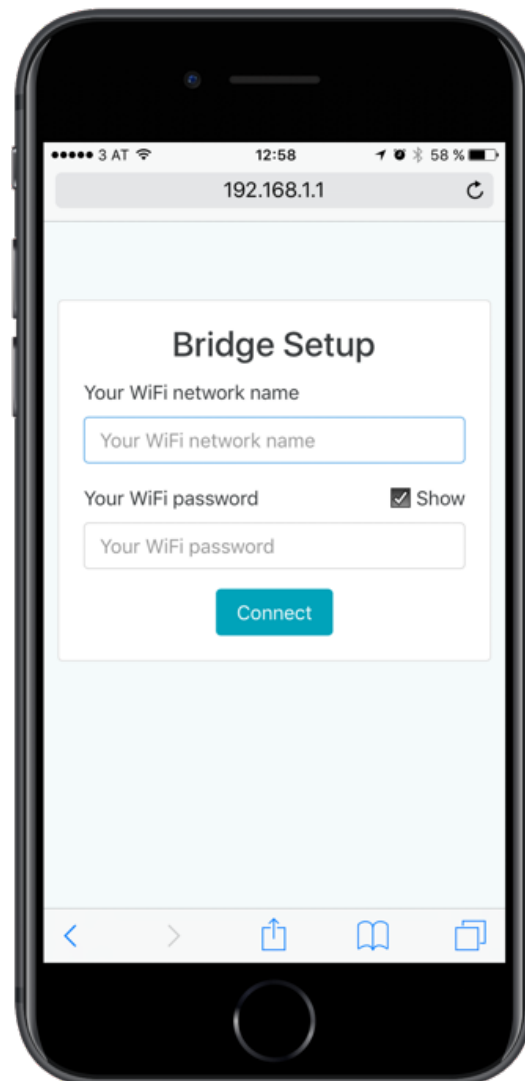 ●●●●● 3 AT 12:58 58 %
192.168.1.1
Bridge Setup
Your WiFi network name
Your WiFi network name
Your WiFi password Show
Your WiFi password
Connect